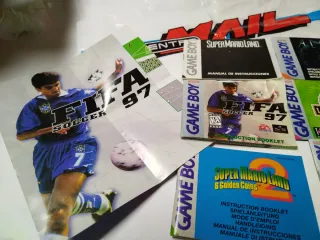 MAIL
SUPER MARIO LAND
MANUAL DE INSTRUCCIONES
GAME BOY
FIFA
SOCCER 97
7
GAME BOY
FIFA
SOCCER 97
INSTRUCTION BOOKLET
GAME BOY
SUPER MARIO LAND 2
6 Golden Coins
INSTRUCTION BOOKLET
SPIELANLEITUNG
MODE D'EMPLOI
HANDLEIDING
MANUAL DE INSTRUCCIONES
MANUALE DI ISTRUZIONI